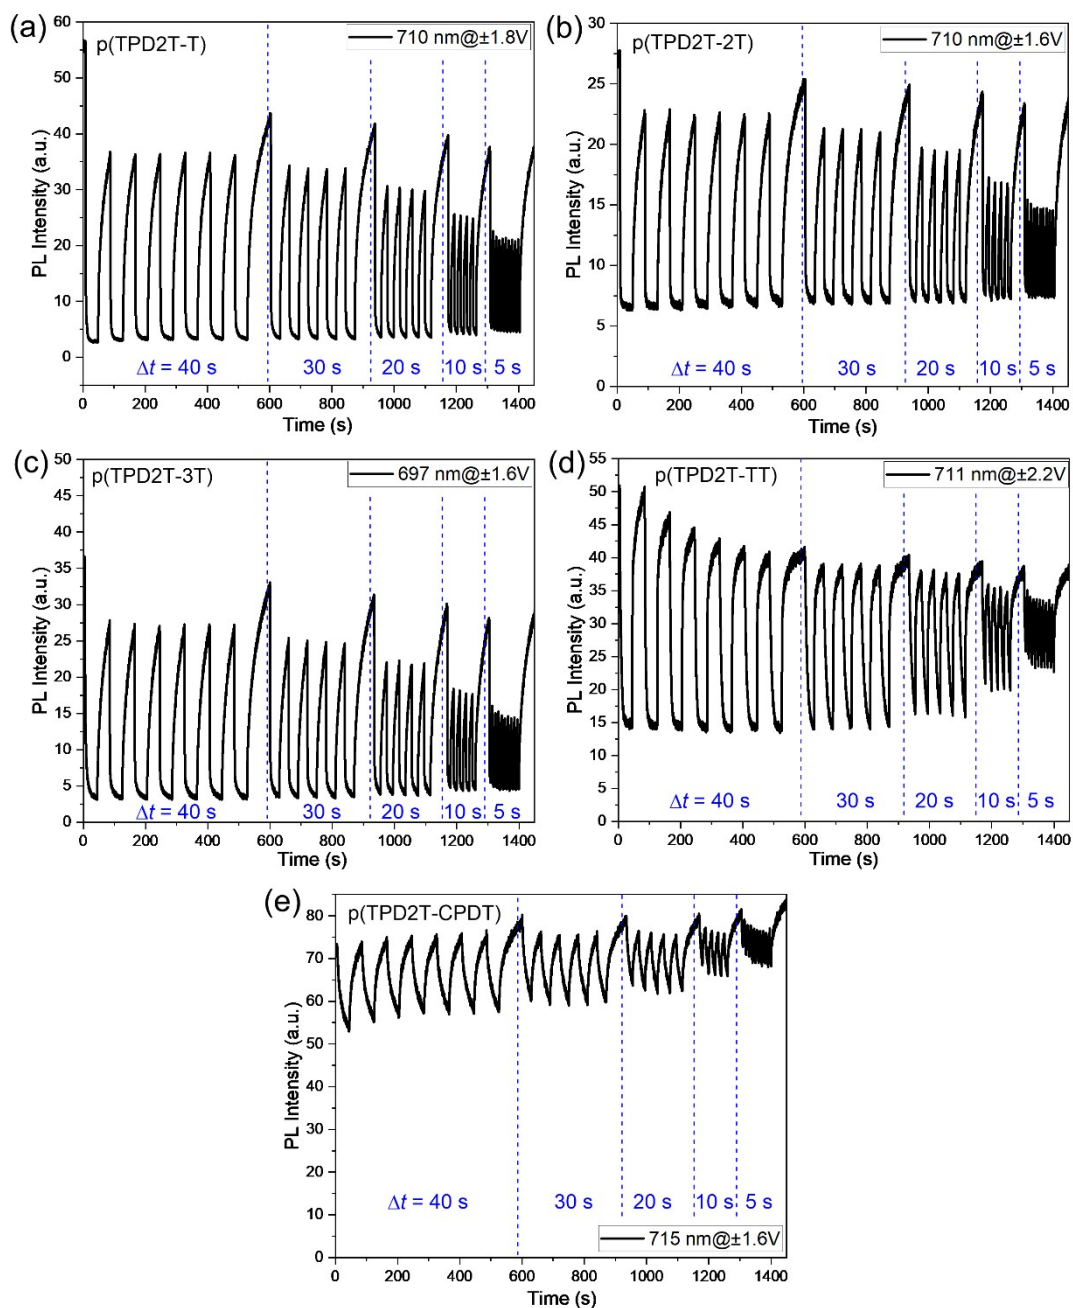 (a)
p(TPD2T-T)
710 nm@±1.8V
PL Intensity (a.u.)
60
50
40
30
20
10
0
Δt = 40 s 30 s 20 s 10 s 5 s
0 200 400 600 800 1000 1200 1400
Time (s)
(b)
p(TPD2T-2T)
710 nm@±1.6V
PL Intensity (a.u.)
30
25
20
15
10
5
0
Δt = 40 s 30 s 20 s 10 s 5 s
0 200 400 600 800 1000 1200 1400
Time (s)
(c)
p(TPD2T-3T)
697 nm@±1.6V
PL Intensity (a.u.)
50
45
40
35
30
25
20
15
10
5
0
Δt = 40 s 30 s 20 s 10 s 5 s
0 200 400 600 800 1000 1200 1400
Time (s)
(d)
p(TPD2T-TT)
711 nm@±2.2V
PL Intensity (a.u.)
55
50
45
40
35
30
25
20
15
10
5
0
Δt = 40 s 30 s 20 s 10 s 5 s
0 200 400 600 800 1000 1200 1400
Time (s)
(e)
p(TPD2T-CPDT)
PL Intensity (a.u.)
80
70
60
50
40
30
20
10
0
Δt = 40 s 30 s 20 s 10 s 5 s
715 nm@±1.6V
0 200 400 600 800 1000 1200 1400
Time (s)